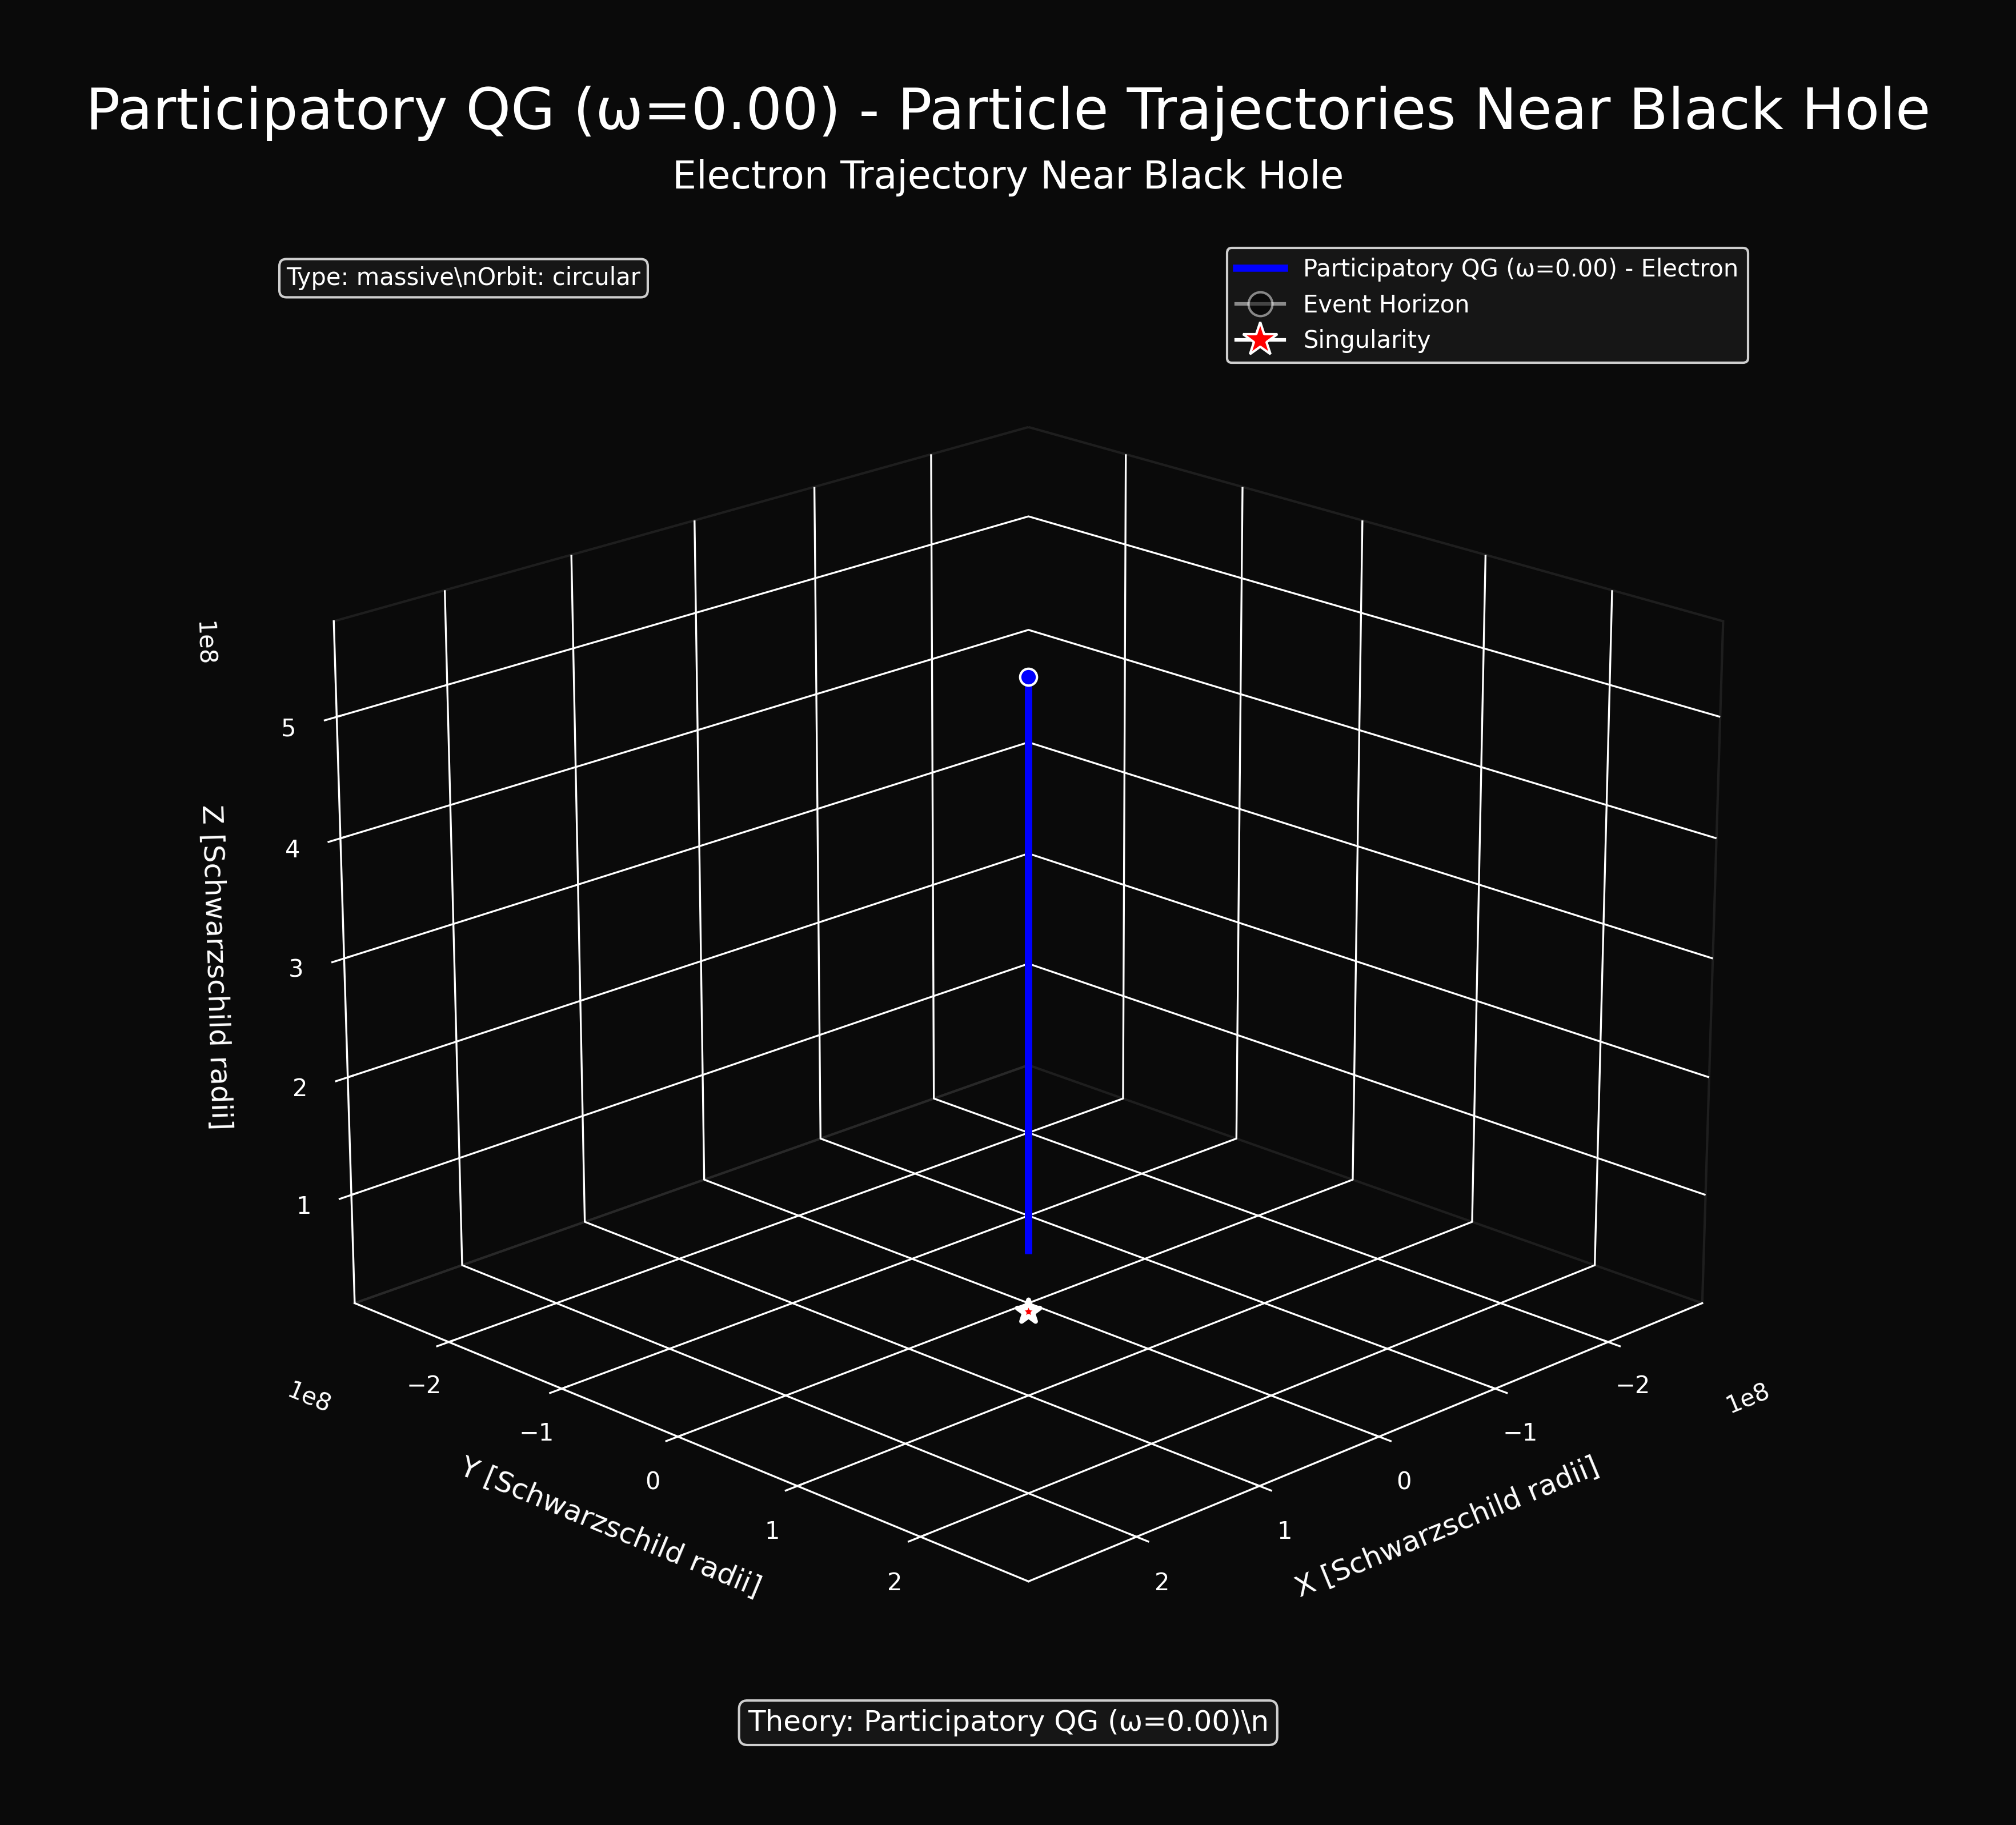 Participatory QG (ω=0.00) - Particle Trajectories Near Black Hole
Electron Trajectory Near Black Hole
Type: massive\nOrbit: circular
Participatory QG (ω=0.00) - Electron
Event Horizon
Singularity
1e8
5
4
3
2
1
Z [Schwarzschild radii]
1e8
−2
−1
0
1
2
Y [Schwarzschild radii]
1e8
−2
−1
0
1
2
X [Schwarzschild radii]
Theory: Participatory QG (ω=0.00)\n